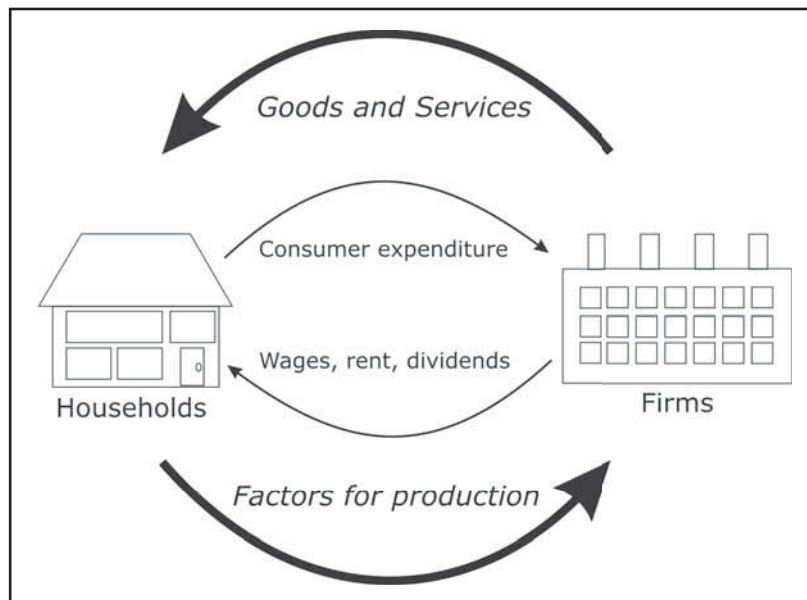 Goods and Services
Consumer expenditure
Wages, rent, dividends
Households
Firms
Factors for production